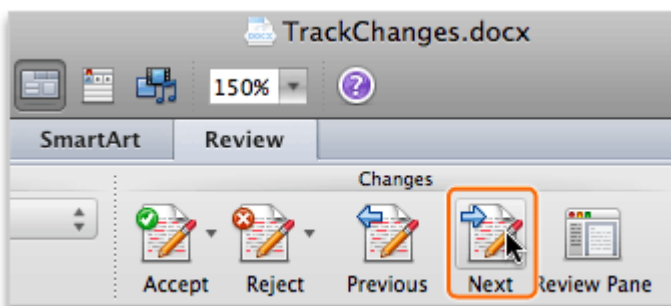 TrackChanges.docx
150%
SmartArt Review
Changes
Accept Reject Previous Next Review Pane